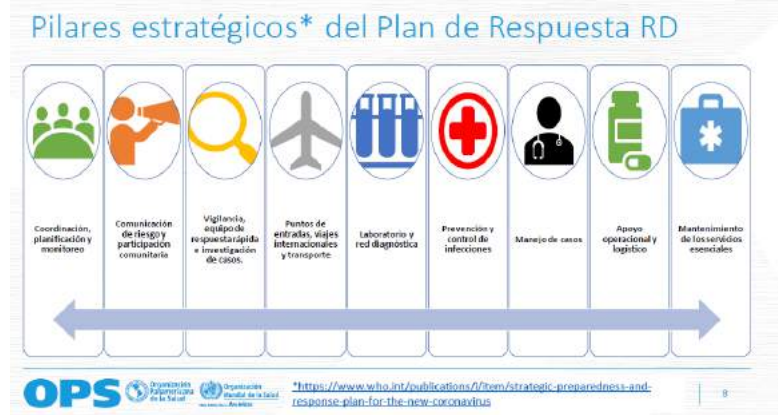 Pilares estratégicos* del Plan de Respuesta RD
Coordinación,
planificación y
monitoreo
Comunicación
de riesgo y
participación
comunitaria
Vigilancia,
equipo de
respuesta rápida
e investigación
de casos.
Puntos de
entradas, viajes
internacionales
y transporte
Laboratorio y
red diagnóstica
Prevención y
control de
infecciones
Manejo de casos
Apoyo
operacional y
logístico
Mantenimiento
de los servicios
esenciales
OPS
Organización
Panamericana
de la Salud
Organización
Mundial de la Salud
Américas
*https://www.who.int/publications/i/item/strategic-preparedness-and-
response-plan-for-the-new-coronavirus
8